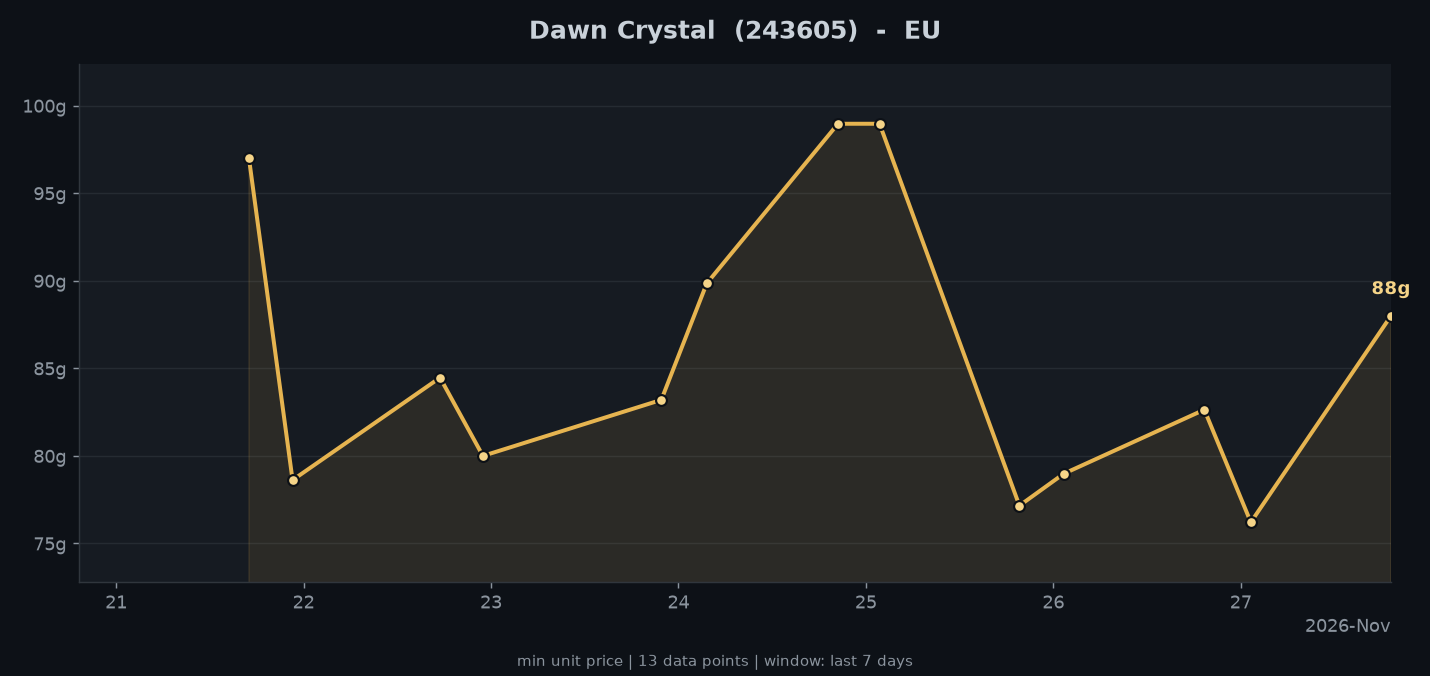 Dawn Crystal (243605) - EU
100g
95g
90g
88g
85g
80g
75g
21 22 23 24 25 26 27
2026-Nov
min unit price | 13 data points | window: last 7 days